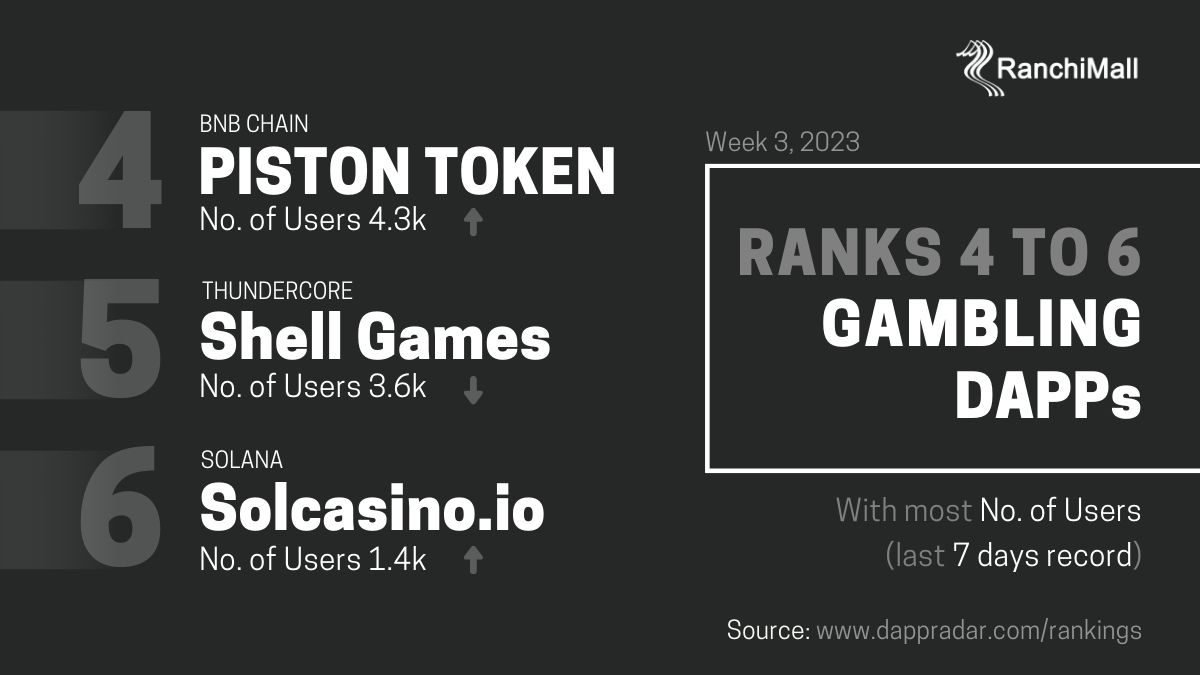 4
BNB CHAIN
PISTON TOKEN
No. of Users 4.3k
5
THUNDERCORE
Shell Games
No. of Users 3.6k
6
SOLANA
Solcasino.io
No. of Users 1.4k
RanchiMall
Week 3, 2023
RANKS 4 TO 6
GAMBLING
DAPPs
With most No. of Users
(last 7 days record)
Source: www.dappradar.com/rankings